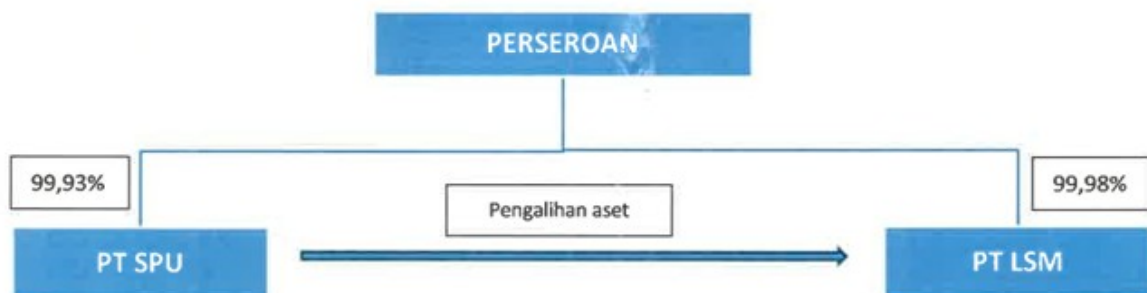 PERSEROAN
99,93%
99,98%
Pengalihan aset
PT SPU
PT LSM